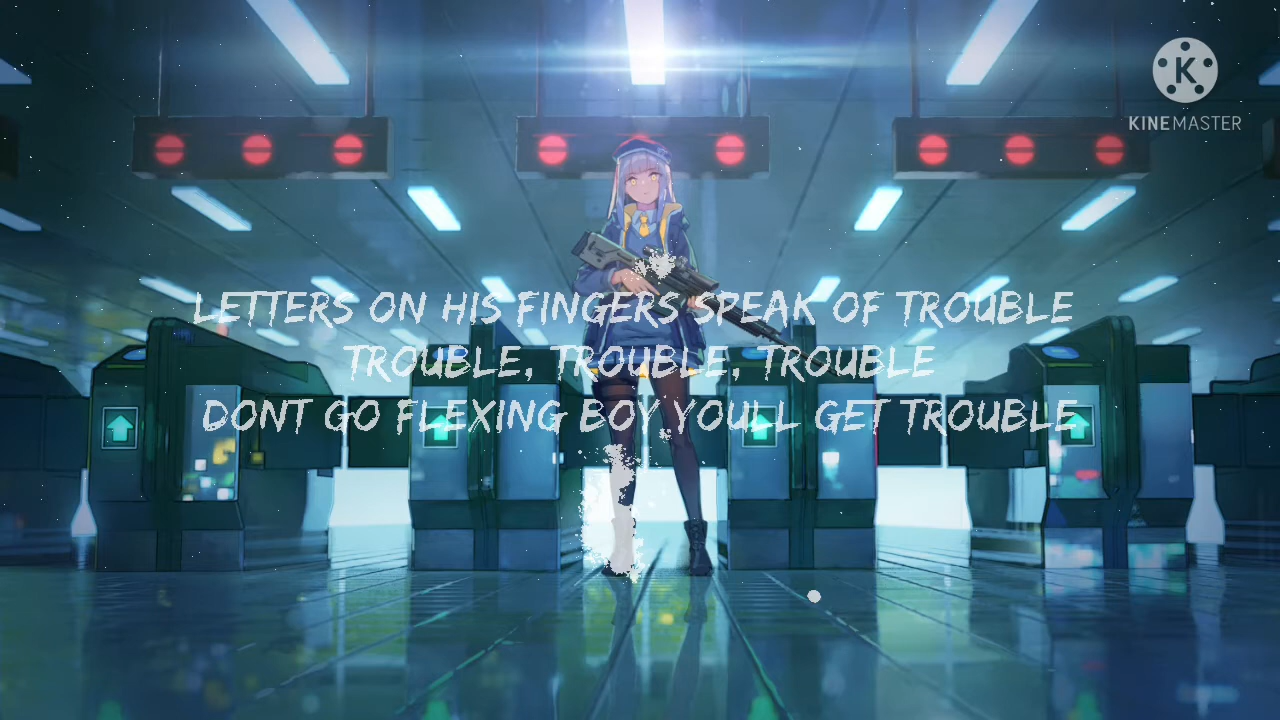 KINEMASTER
LETTERS ON HIS FINGERS SPEAK OF TROUBLE
TROUBLE, TROUBLE, TROUBLE
DONT GO FLEXING BOY YOULL GET TROUBLE